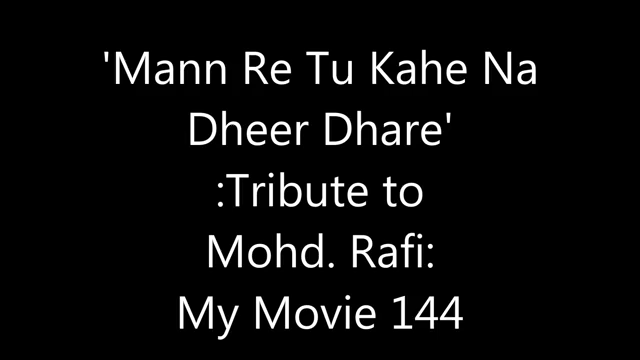 'Mann Re Tu Kahe Na
Dheer Dhare'
:Tribute to
Mohd. Rafi:
My Movie 144